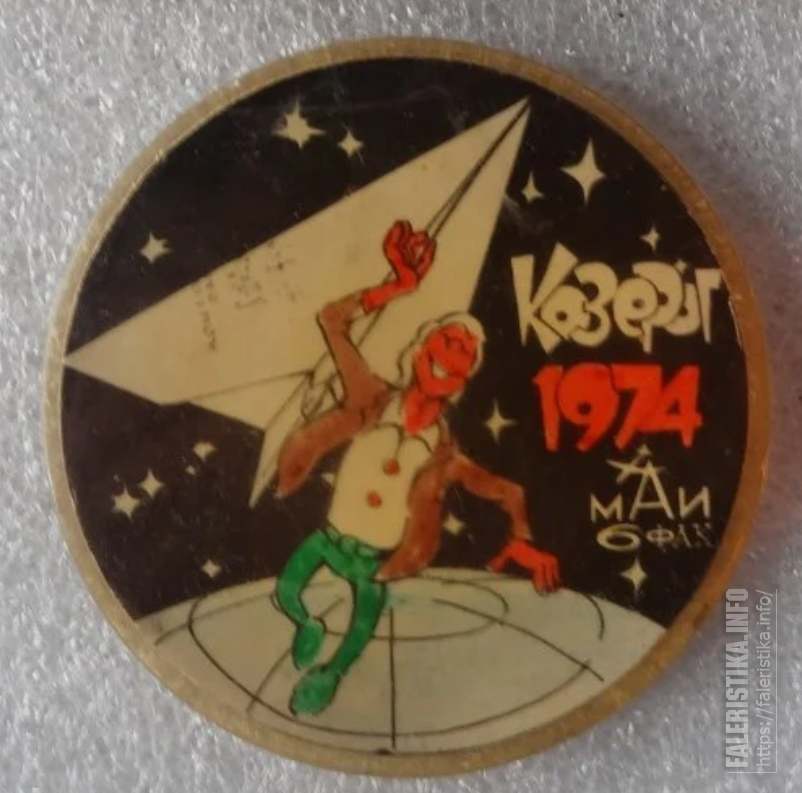 Козерог
1974
МАИ
6 ФАК
FALERISTIKA.INFO
https://faleristika.info/